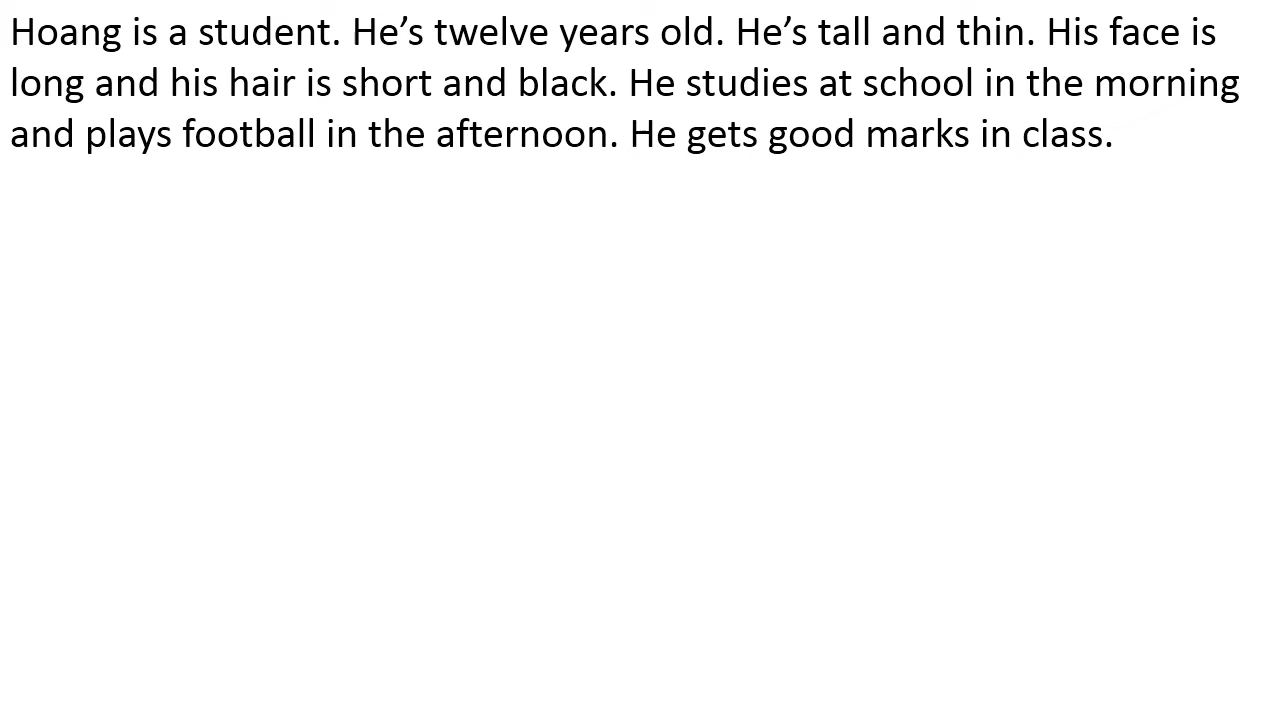 Hoang is a student. He’s twelve years old. He’s tall and thin. His face is
long and his hair is short and black. He studies at school in the morning
and plays football in the afternoon. He gets good marks in class.